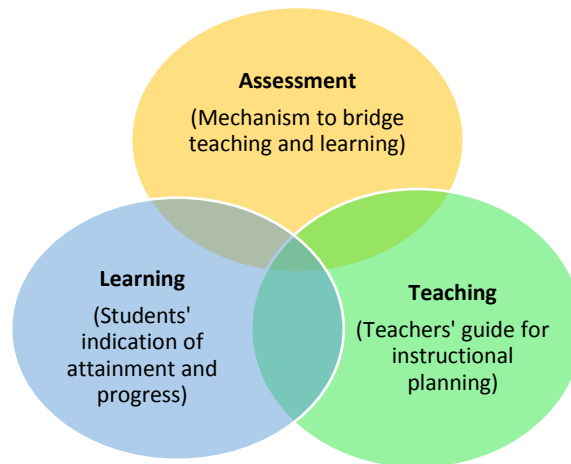 Assessment
(Mechanism to bridge
teaching and learning)
Learning
(Students'
indication of
attainment and
progress)
Teaching
(Teachers' guide for
instructional
planning)